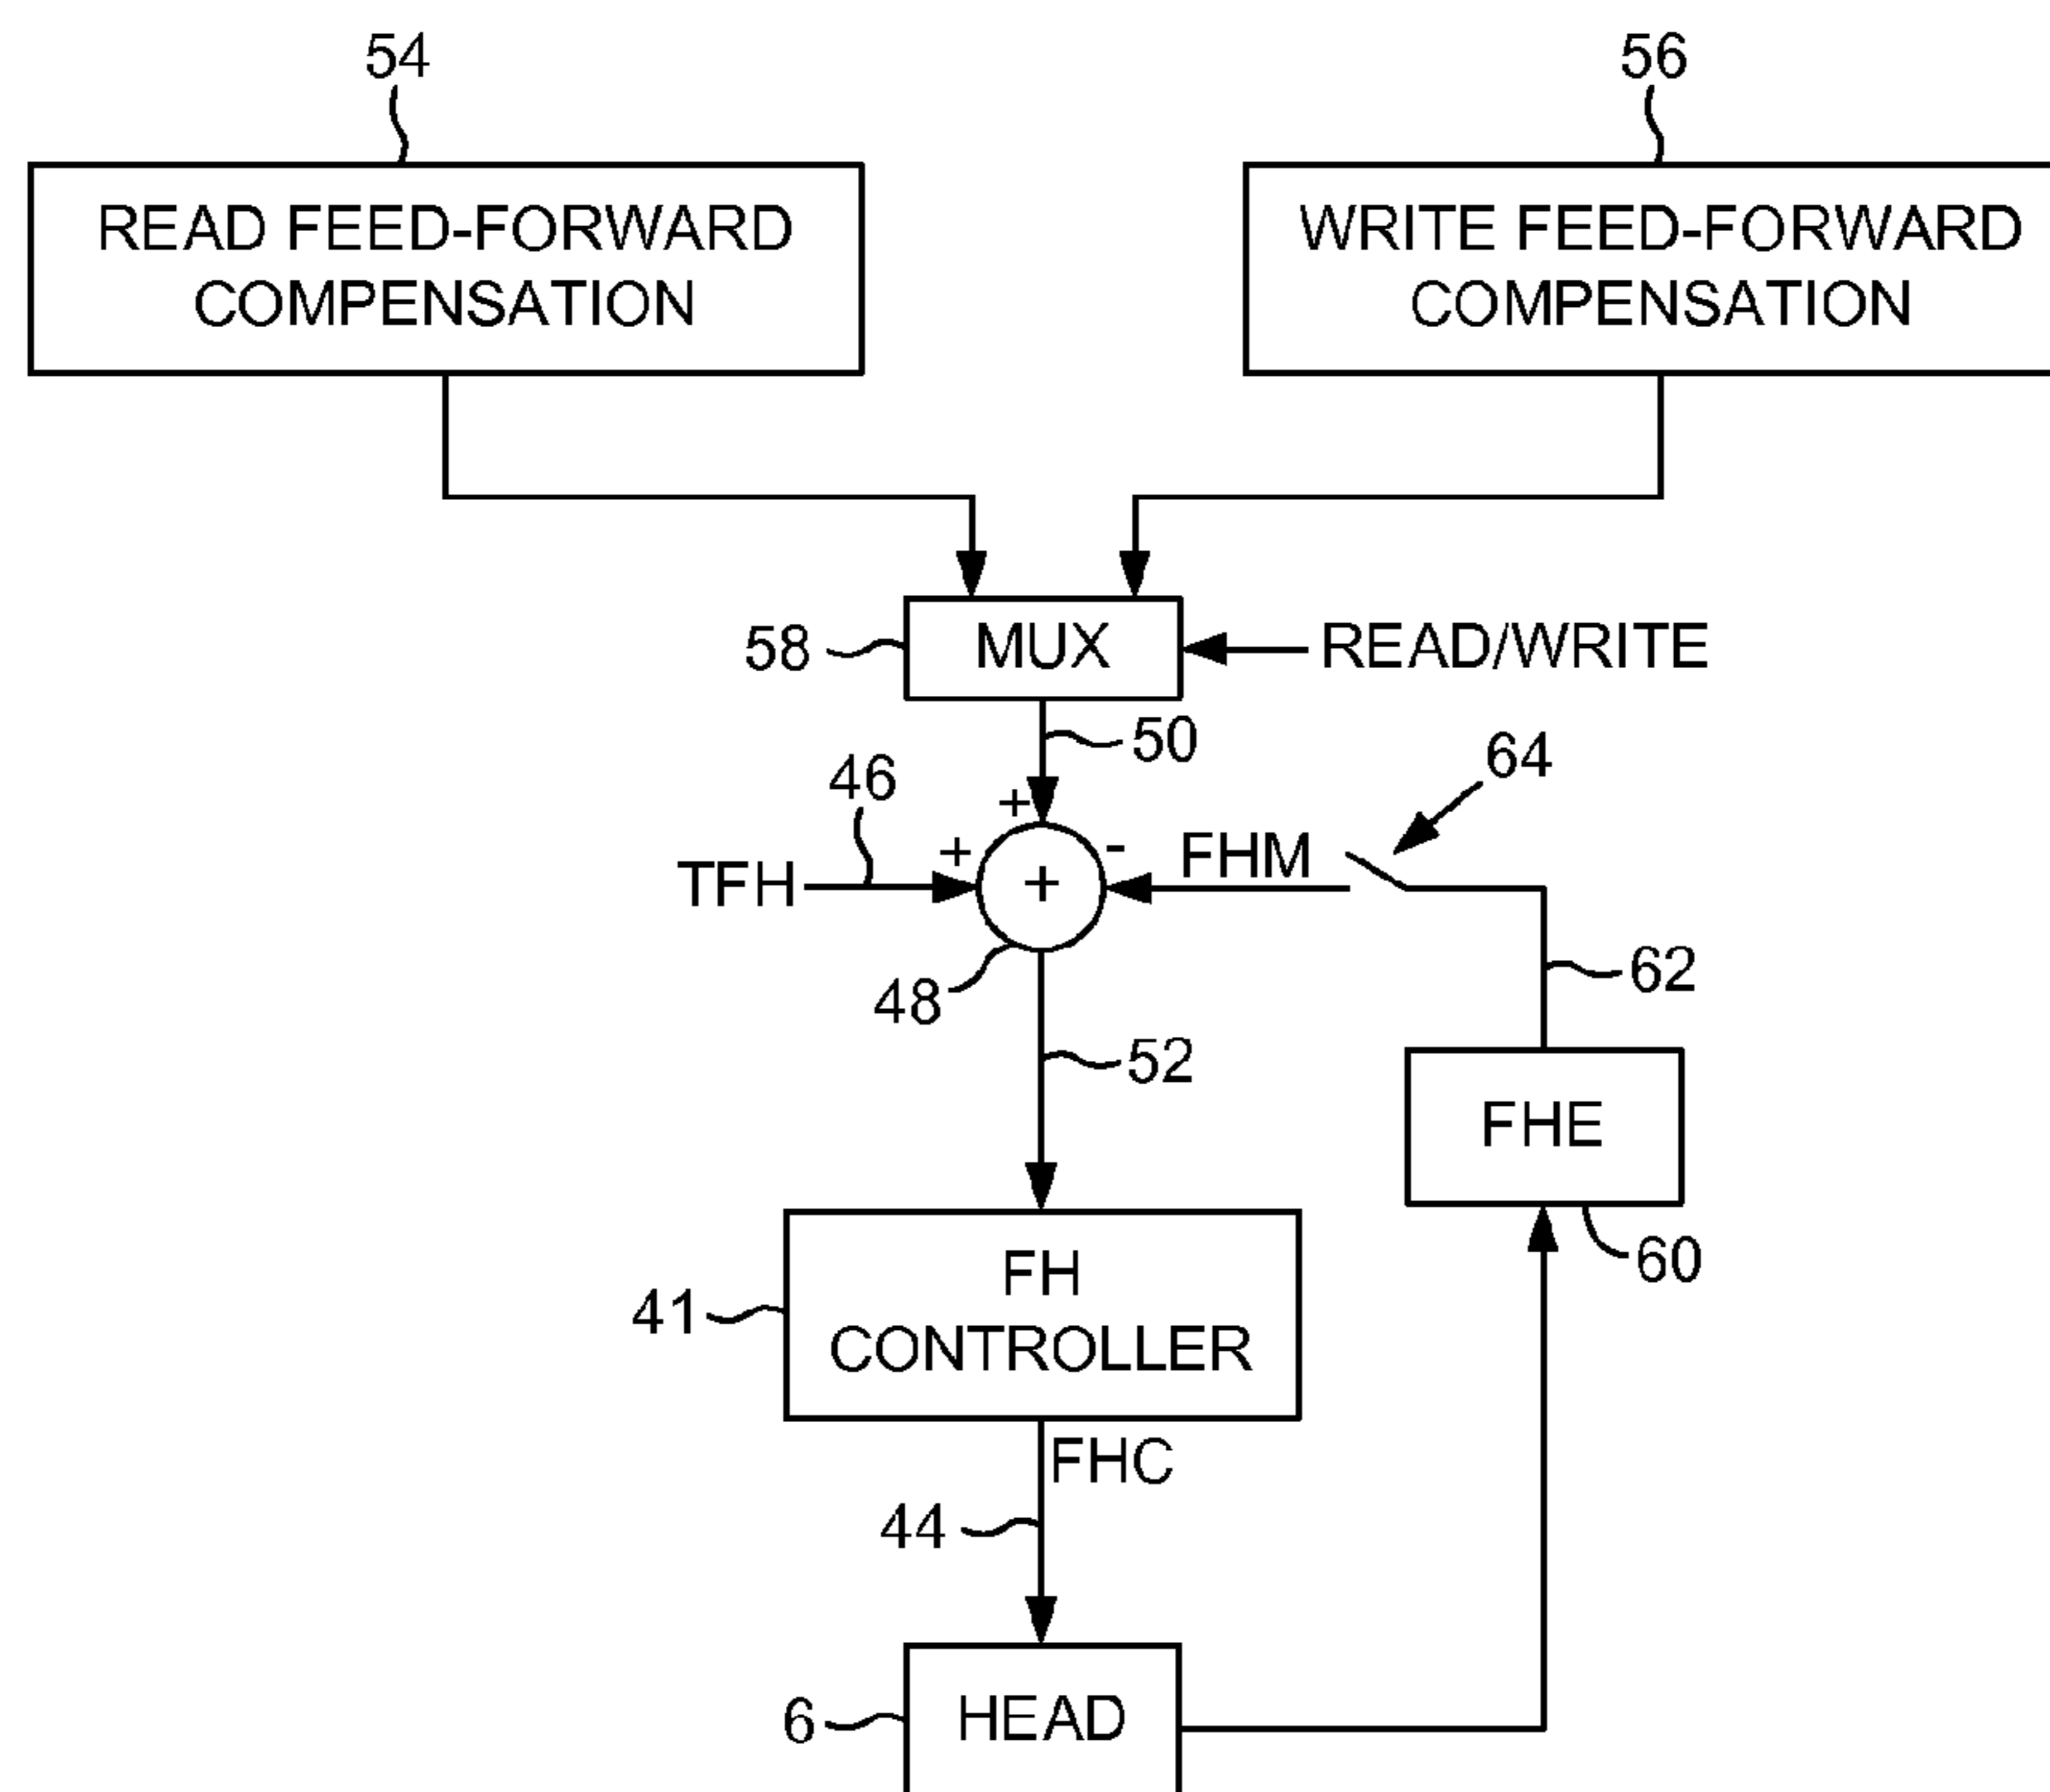 54
56
READ FEED-FORWARD
COMPENSATION
WRITE FEED-FORWARD
COMPENSATION
58
MUX
READ/WRITE
50
64
46
+
+
-
FHM
TFH
+
48
62
52
FHE
60
FH
CONTROLLER
41
FHC
44
6
HEAD